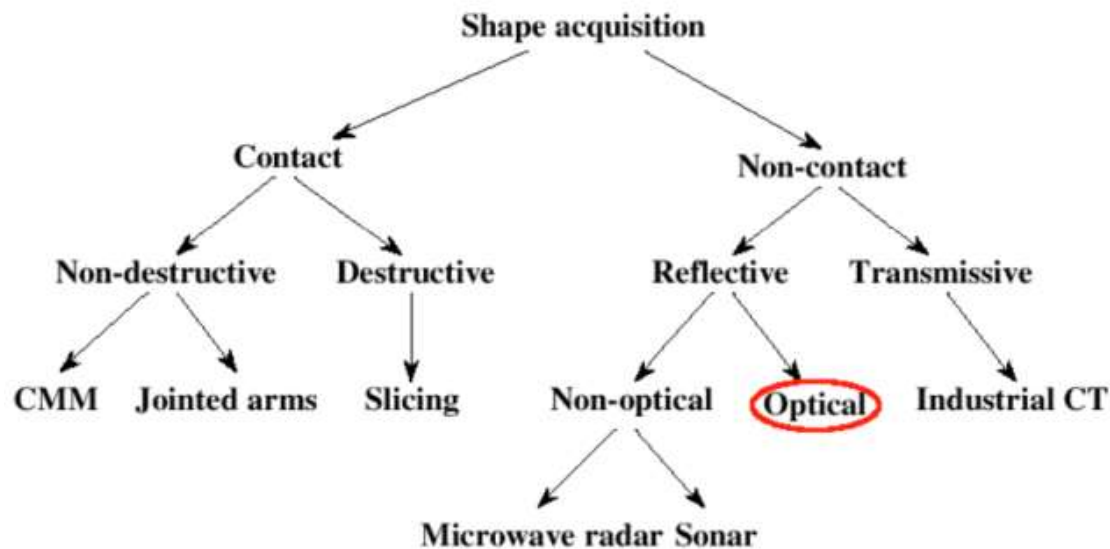 Shape acquisition
Contact
Non-contact
Non-destructive
Destructive
Reflective
Transmissive
CMM
Jointed arms
Slicing
Non-optical
Optical
Industrial CT
Microwave radar
Sonar